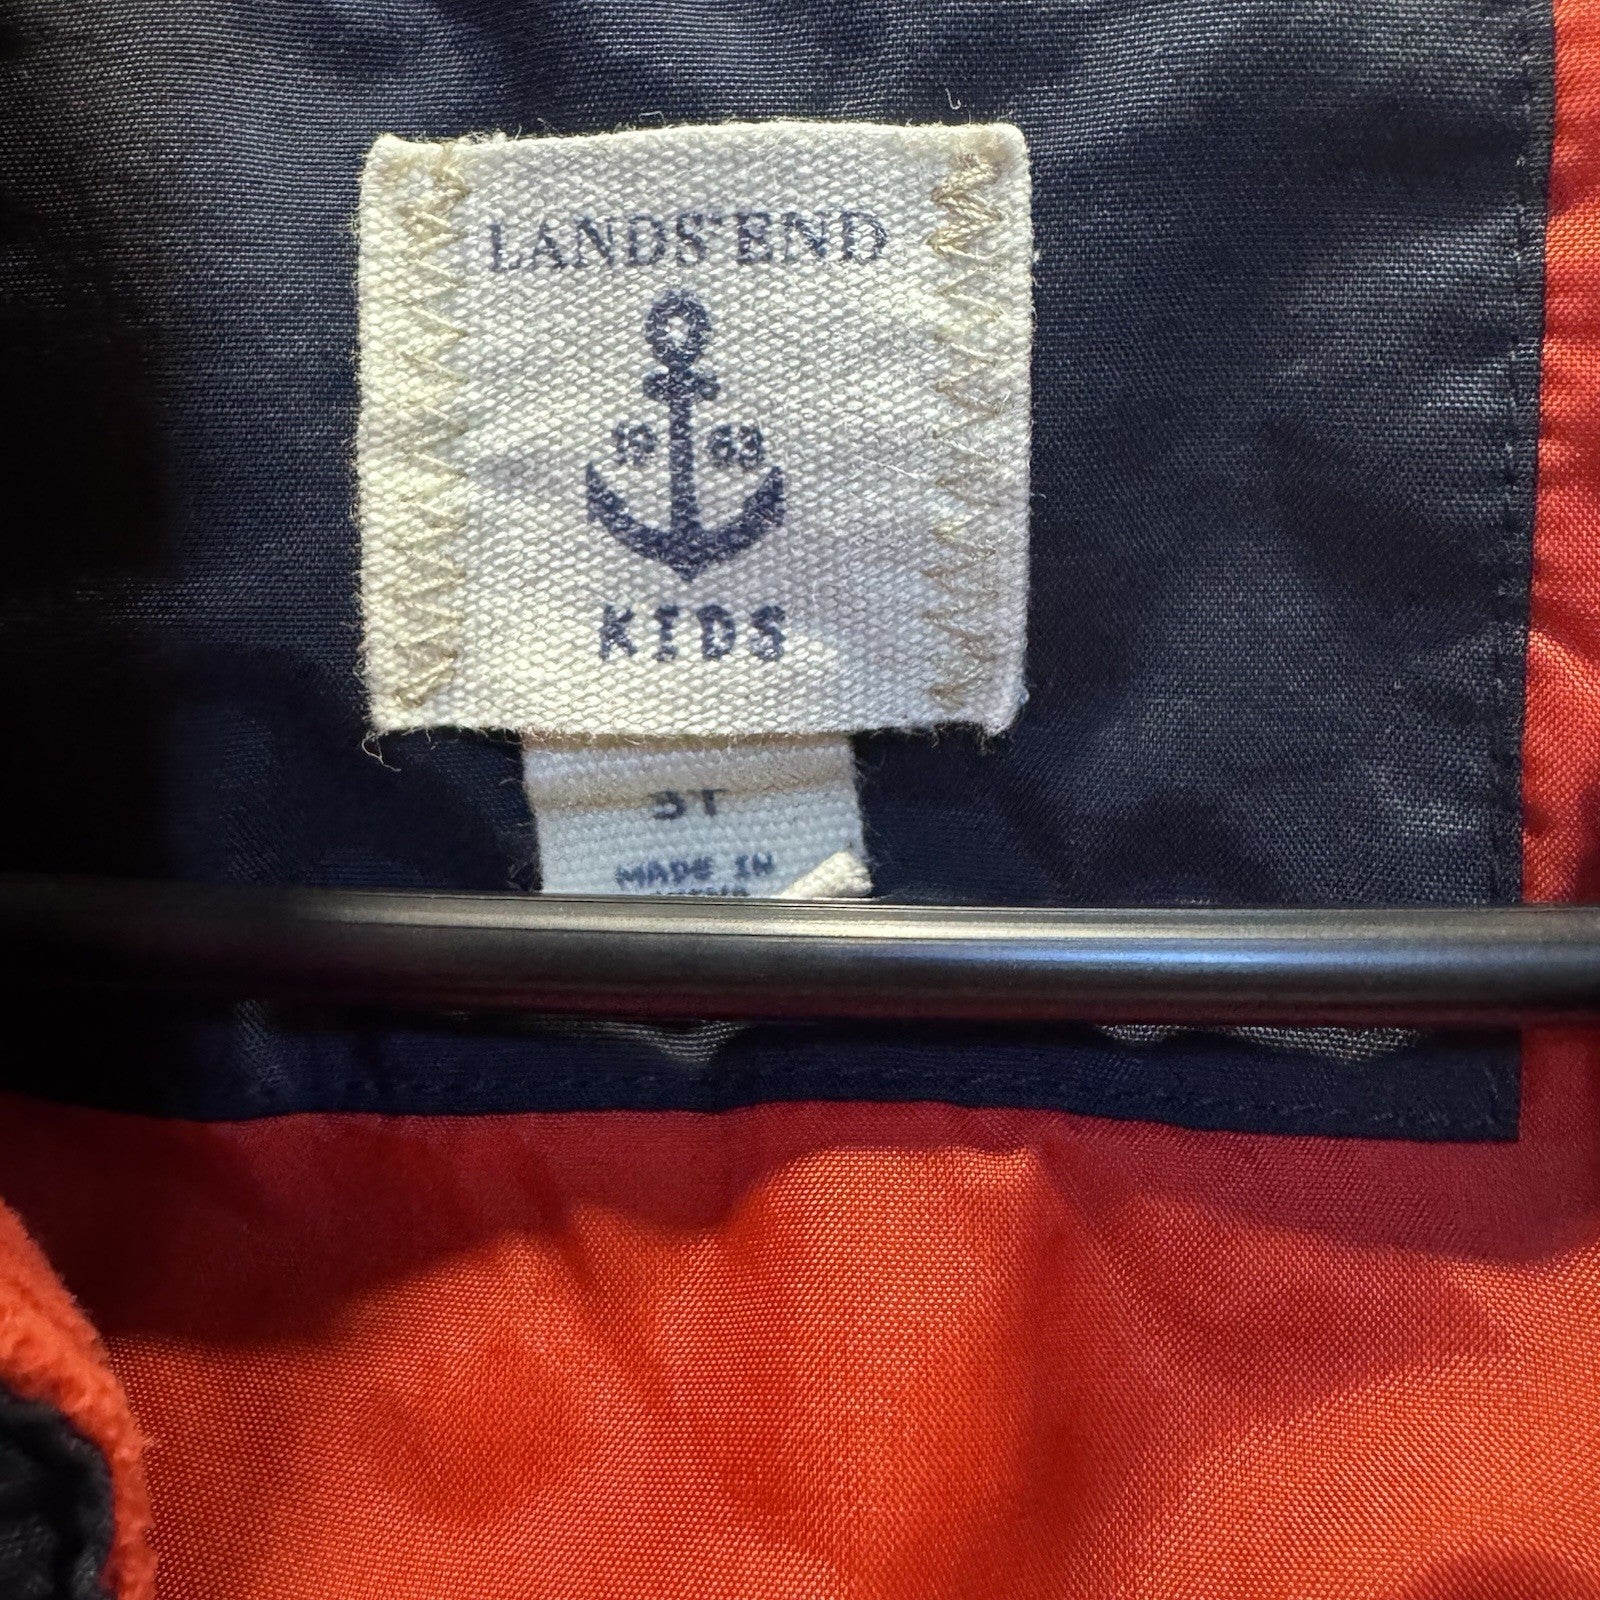 LANDS' END
19 63
KIDS
3T
MADE IN